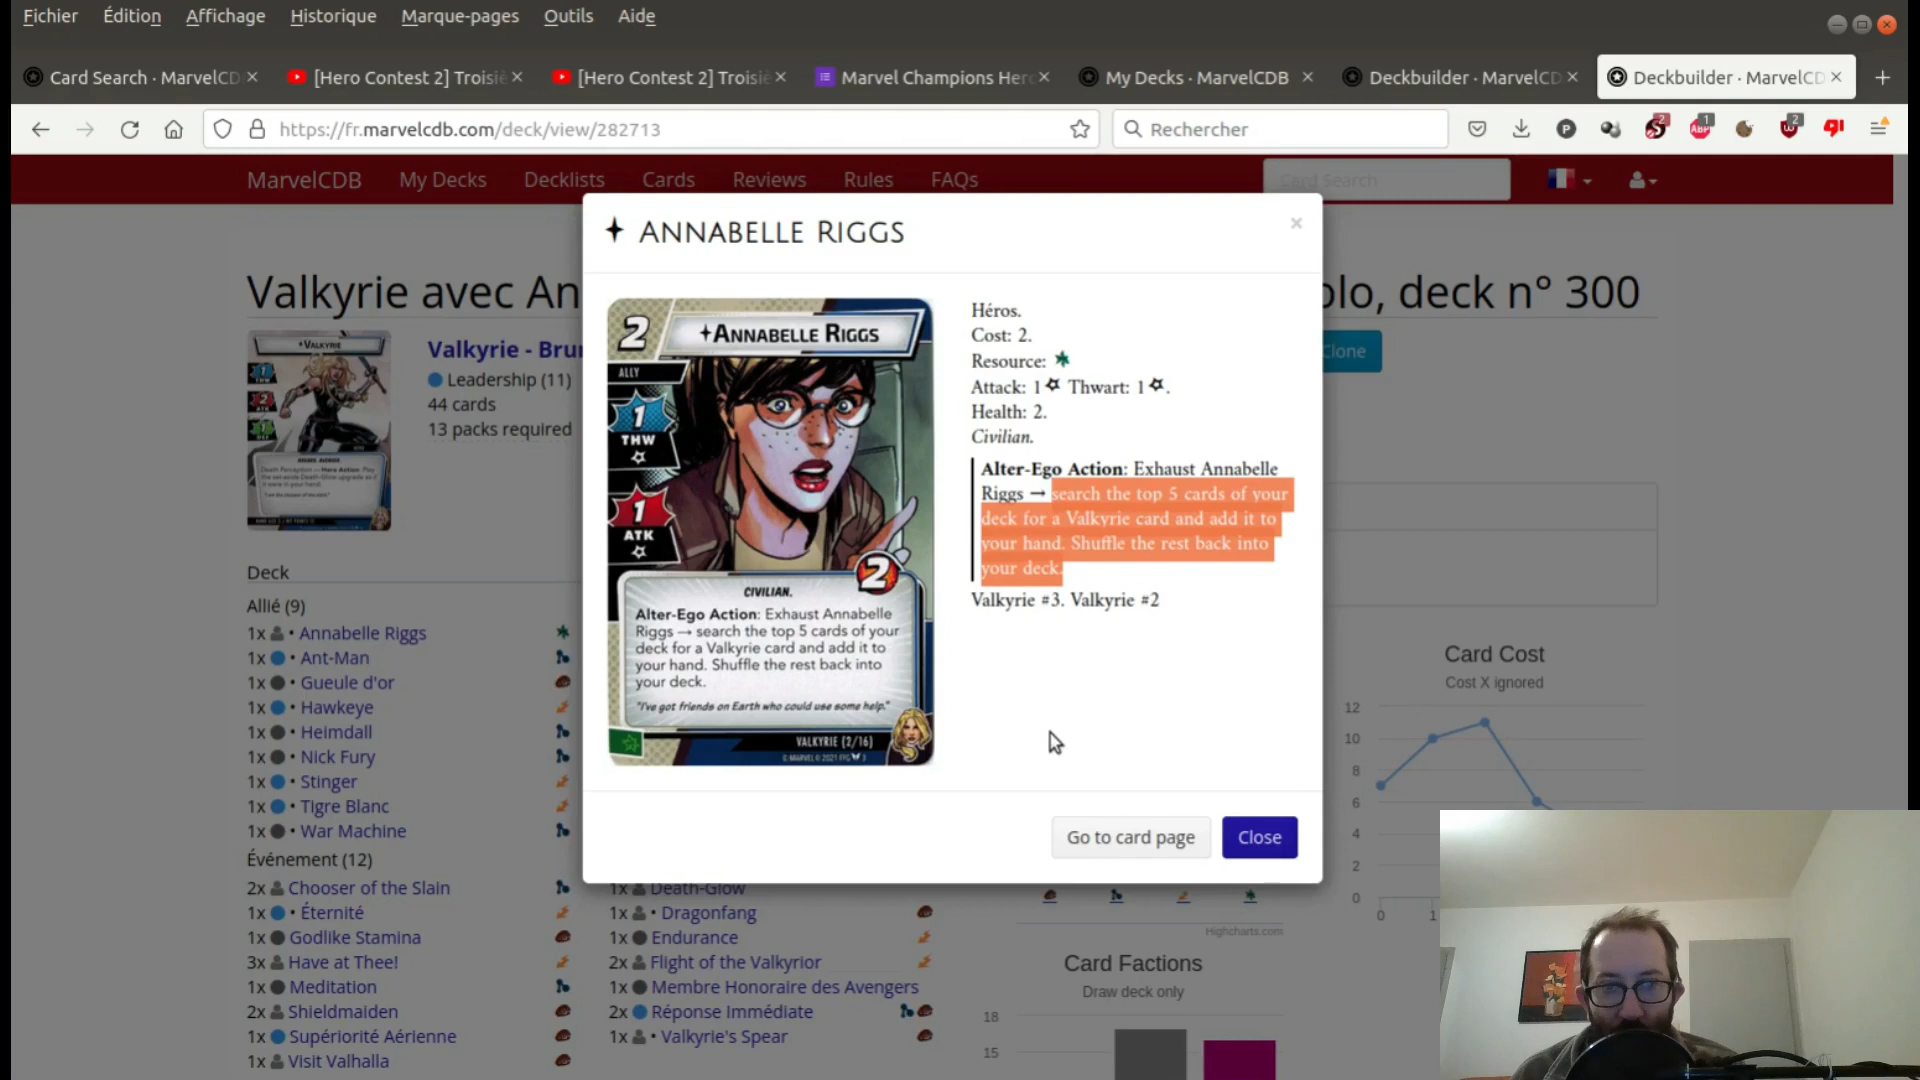 Fichier Édition Affichage Historique Marque-pages Outils Aide
Card Search · MarvelCD
[Hero Contest 2] Troisiè
[Hero Contest 2] Troisiè
Marvel Champions Her
My Decks · MarvelCDB
Deckbuilder · MarvelCD
Deckbuilder · MarvelCD
https://fr.marvelcdb.com/deck/view/282713
Rechercher
P
2
ABP
1
2
MarvelCDB My Decks Decklists Cards Reviews Rules FAQs
Card Search
ANNABELLE RIGGS
Valkyrie avec An
olo, deck n° 300
VALKYRIE
Valkyrie - Bru
Leadership (11)
44 cards
13 packs required
Clone
2
ANNABELLE RIGGS
ALLY
1
THW
1
ATK
2
CIVILIAN.
Alter-Ego Action: Exhaust Annabelle
Riggs → search the top 5 cards of your
deck for a Valkyrie card and add it to
your hand. Shuffle the rest back into
your deck.
"I've got friends on Earth who could use some help."
VALKYRIE (2/16)
Héros.
Cost: 2.
Resource:
Attack: 1 Thwart: 1 .
Health: 2.
Civilian.
Alter-Ego Action: Exhaust Annabelle
Riggs → search the top 5 cards of your
deck for a Valkyrie card and add it to
your hand. Shuffle the rest back into
your deck.
Valkyrie #3. Valkyrie #2
Go to card page
Close
Deck
Allié (9)
1x • Annabelle Riggs
1x • Ant-Man
1x • Gueule d'or
1x • Hawkeye
1x • Heimdall
1x • Nick Fury
1x • Stinger
1x • Tigre Blanc
1x • War Machine
Événement (12)
2x Chooser of the Slain
1x • Éternité
1x Godlike Stamina
3x Have at Thee!
1x Meditation
2x Shieldmaiden
1x Supériorité Aérienne
1x Visit Valhalla
1x Death-Glow
1x • Dragonfang
1x Endurance
2x Flight of the Valkyrior
1x Membre Honoraire des Avengers
2x Réponse Immédiate
1x • Valkyrie's Spear
Card Cost
Cost X ignored
12
10
8
6
4
2
0
0
1
Highcharts.com
Card Factions
Draw deck only
18
15